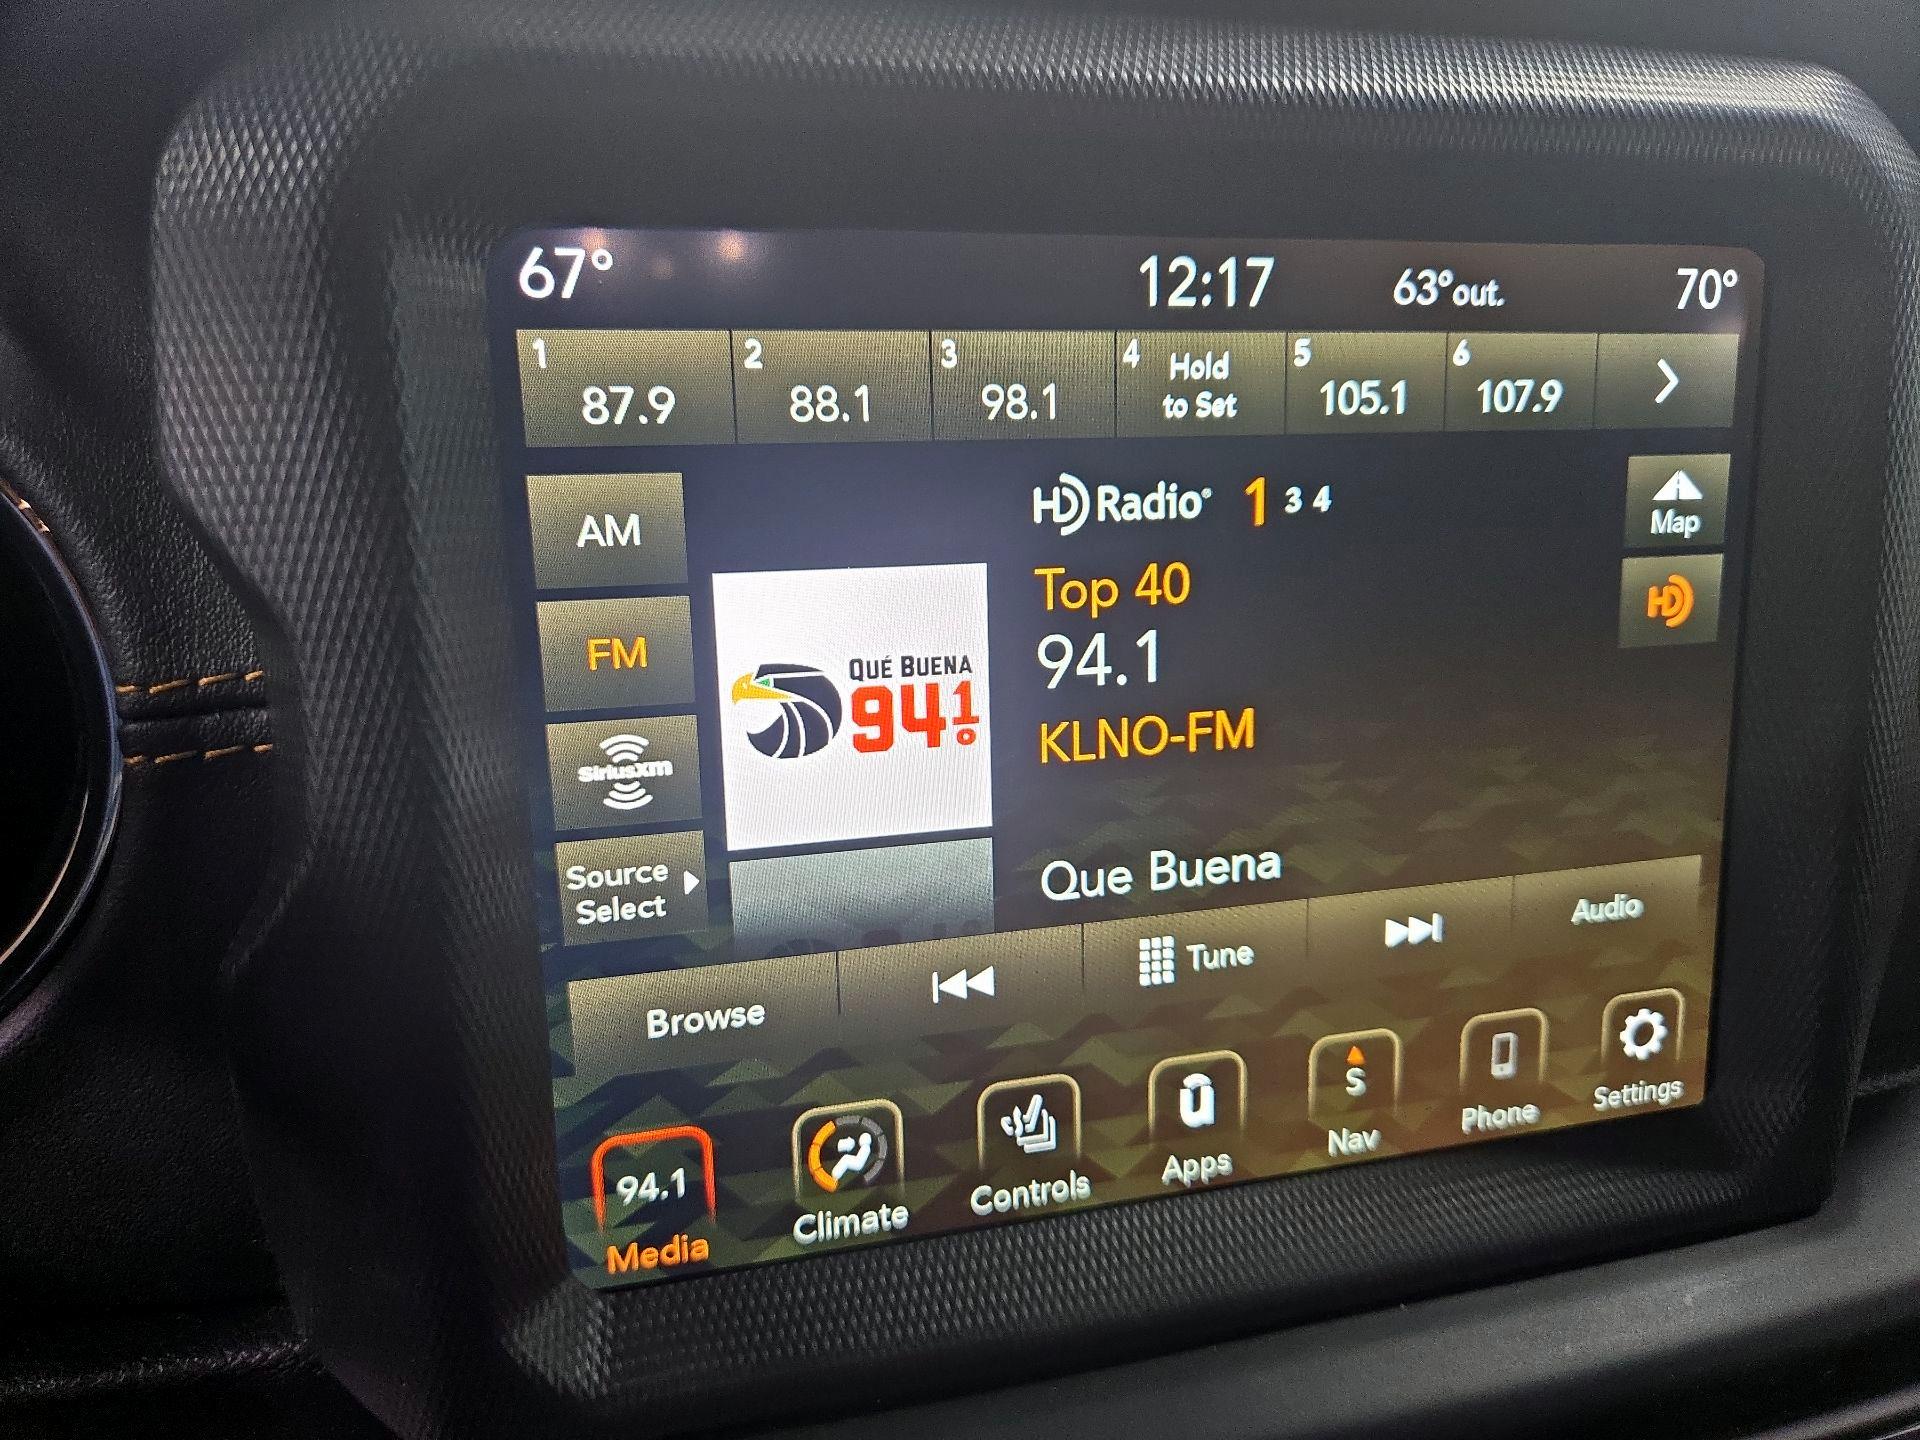 67° 12:17 63°out. 70°
1 87.9
2 88.1
3 98.1
4 Hold to Set
5 105.1
6 107.9
AM
FM
SiriusXM
Source
Select
QUÉ BUENA
94.1
HD Radio® 1 3 4
Top 40
94.1
KLNO-FM
Que Buena
Map
HD
Browse
Tune
Audio
94.1
Media
Climate
Controls
u
Apps
S
Nav
Phone
Settings